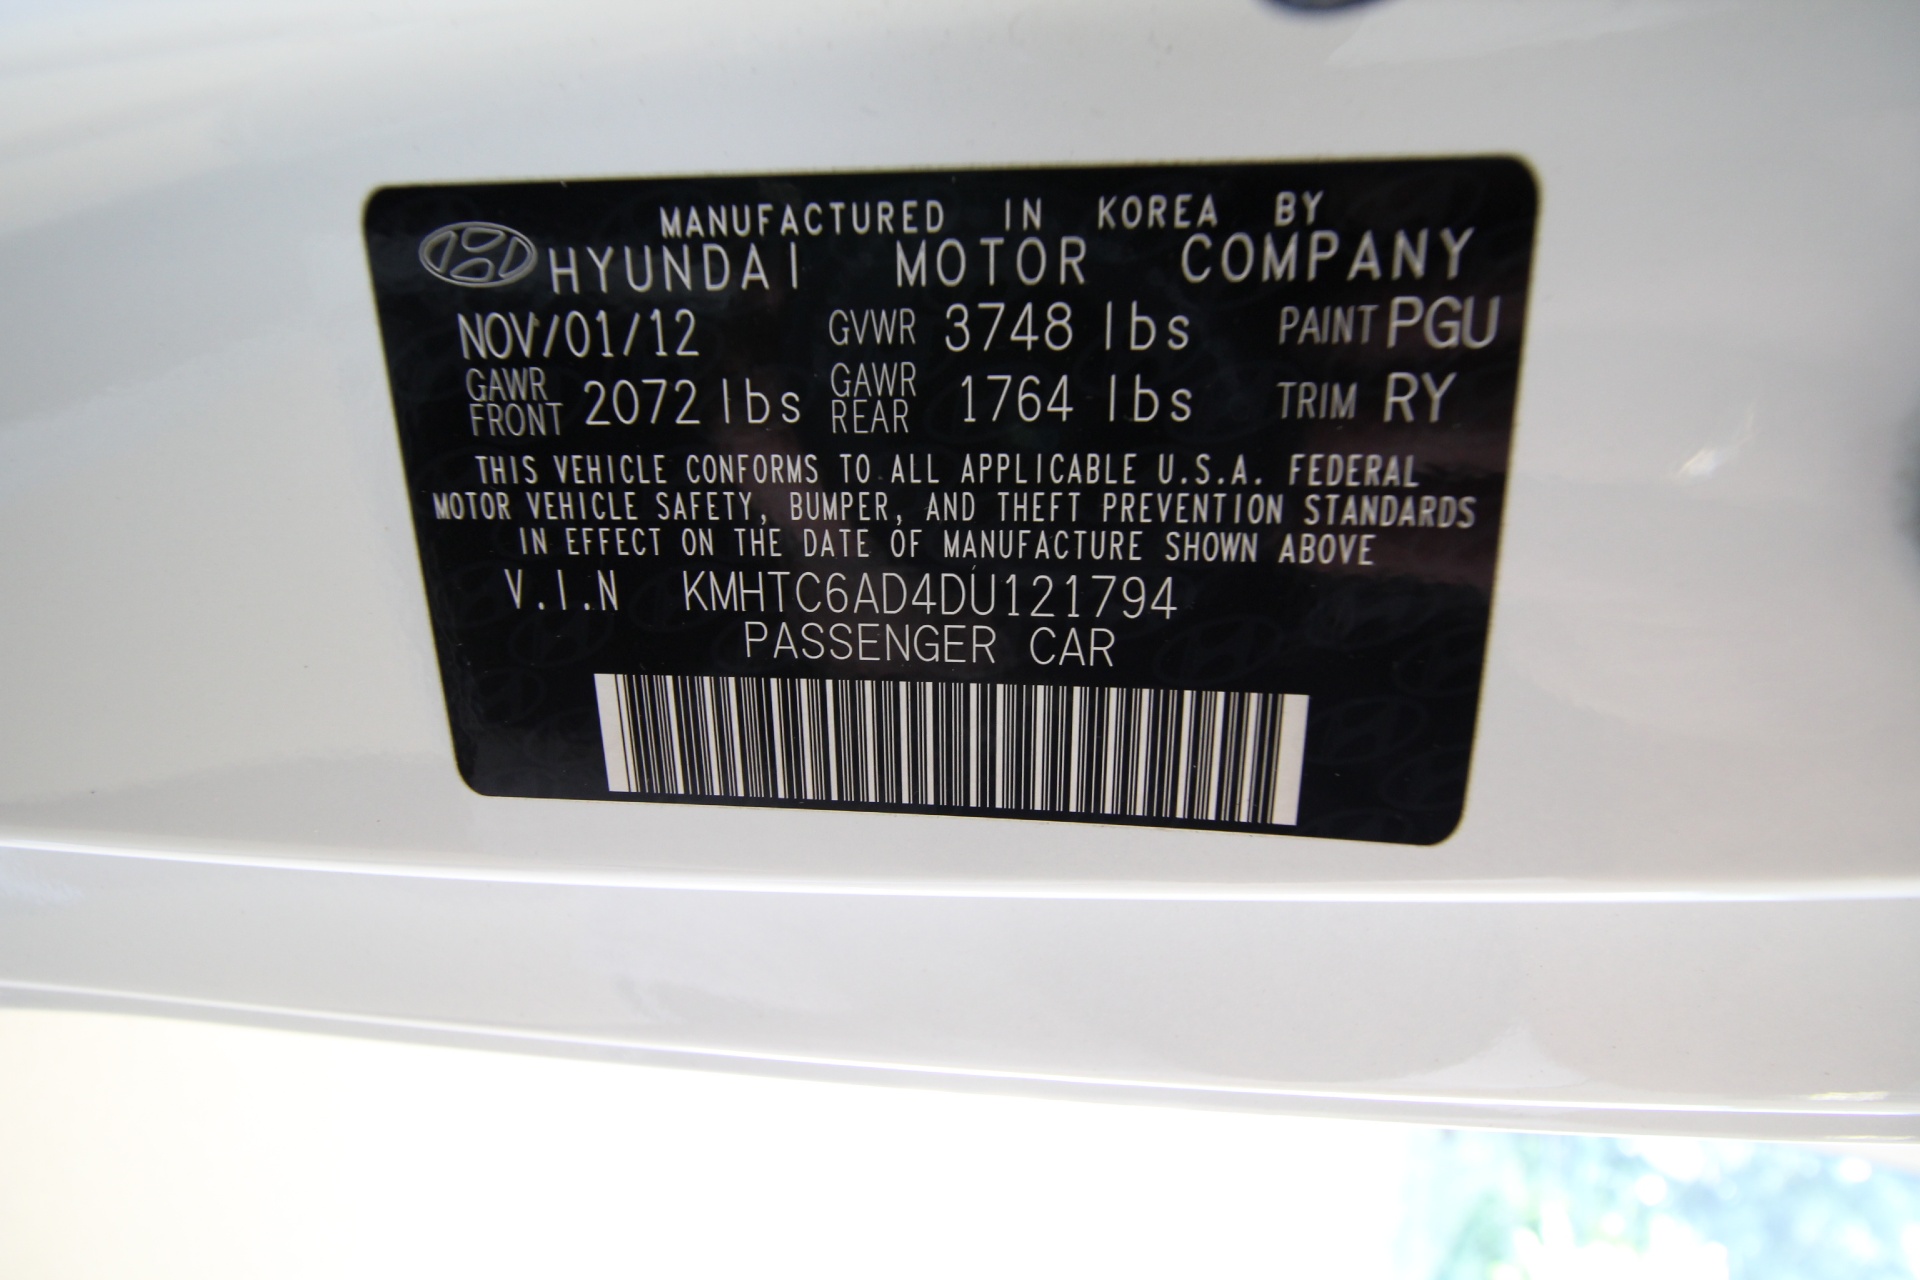 MANUFACTURED IN KOREA BY
HYUNDAI MOTOR COMPANY
NOV/01/12 GVWR 3748 lbs PAINT PGU
GAWR FRONT 2072 lbs GAWR REAR 1764 lbs TRIM RY
THIS VEHICLE CONFORMS TO ALL APPLICABLE U.S.A. FEDERAL
MOTOR VEHICLE SAFETY, BUMPER, AND THEFT PREVENTION STANDARDS
IN EFFECT ON THE DATE OF MANUFACTURE SHOWN ABOVE
V.I.N KMHTC6AD4DU121794
PASSENGER CAR